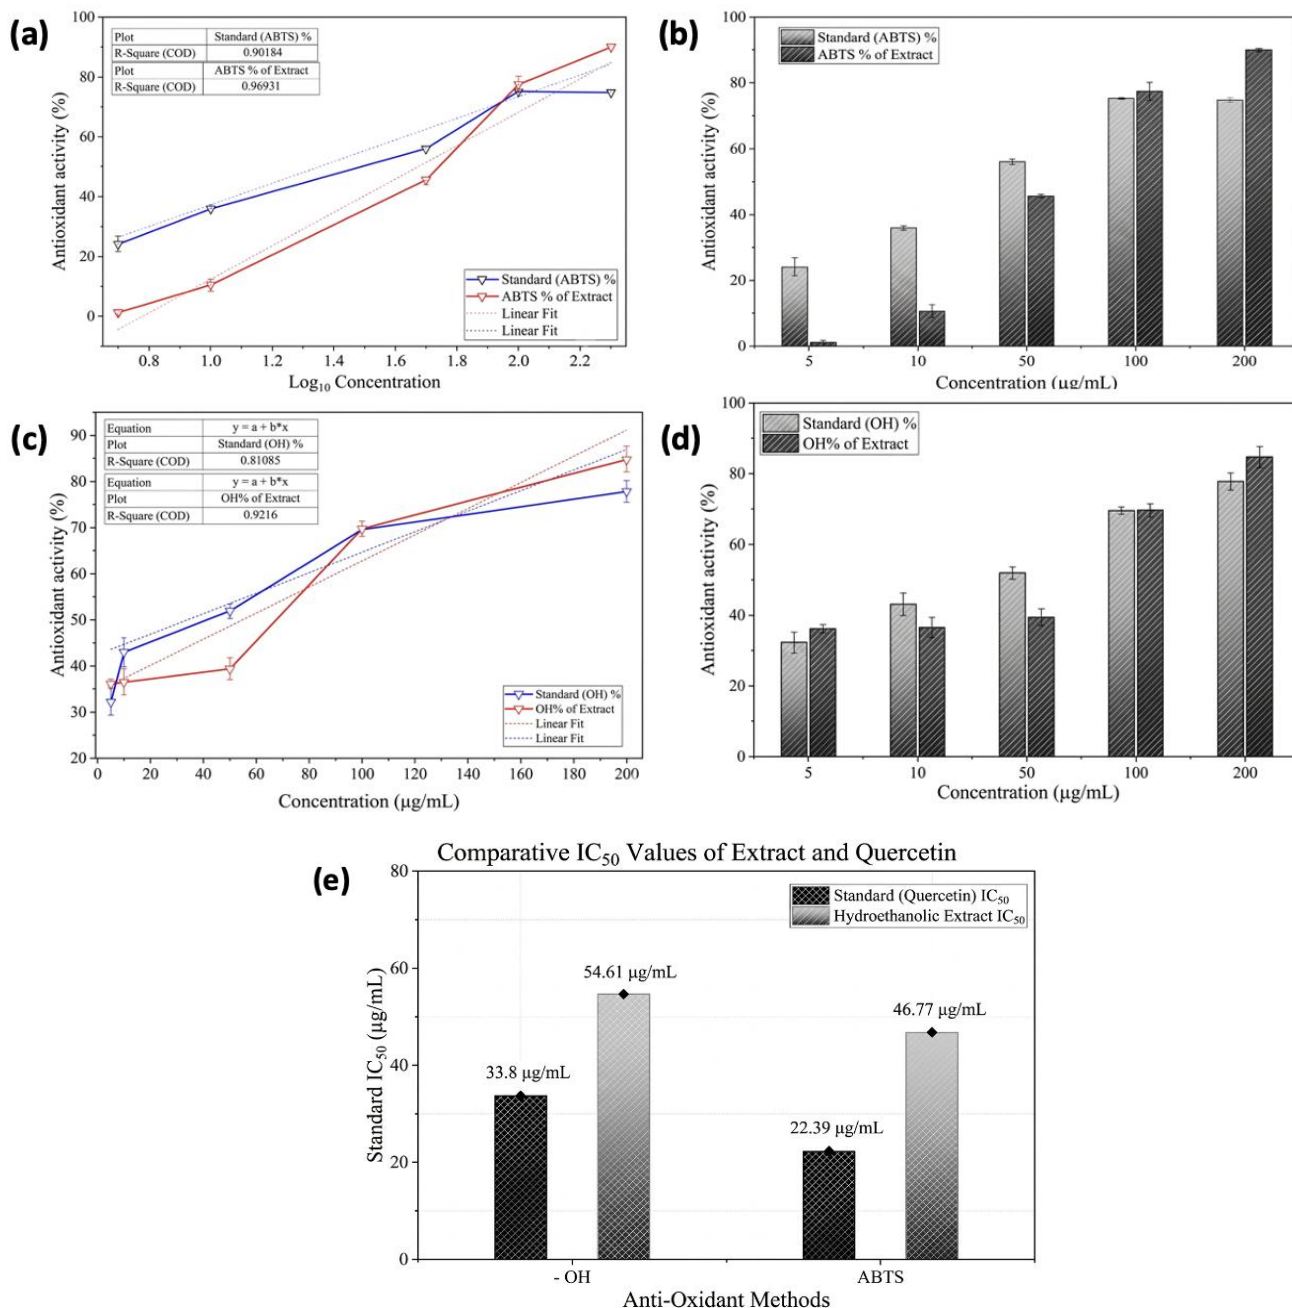 (a)
100
80
60
40
20
0
Antioxidant activity (%)
Plot Standard (ABTS) %
R-Square (COD) 0.90184
Plot ABTS % of Extract
R-Square (COD) 0.96931
Standard (ABTS) %
ABTS % of Extract
Linear Fit
Linear Fit
0.8 1.0 1.2 1.4 1.6 1.8 2.0 2.2
Log10 Concentration
(b)
100
80
60
40
20
0
Antioxidant activity (%)
Standard (ABTS) %
ABTS % of Extract
5 10 50 100 200
Concentration (µg/mL)
(c)
90
80
70
60
50
40
30
20
Antioxidant activity (%)
Equation y = a + b*x
Plot Standard (OH) %
R-Square (COD) 0.81085
Equation y = a + b*x
Plot OH% of Extract
R-Square (COD) 0.9216
Standard (OH) %
OH% of Extract
Linear Fit
Linear Fit
0 20 40 60 80 100 120 140 160 180 200
Concentration (µg/mL)
(d)
100
80
60
40
20
0
Antioxidant activity (%)
Standard (OH) %
OH% of Extract
5 10 50 100 200
Concentration (µg/mL)
Comparative IC50 Values of Extract and Quercetin
(e)
80
60
40
20
0
Standard IC50 (µg/mL)
Standard (Quercetin) IC50
Hydroethanolic Extract IC50
33.8 µg/mL
54.61 µg/mL
22.39 µg/mL
46.77 µg/mL
- OH ABTS
Anti-Oxidant Methods